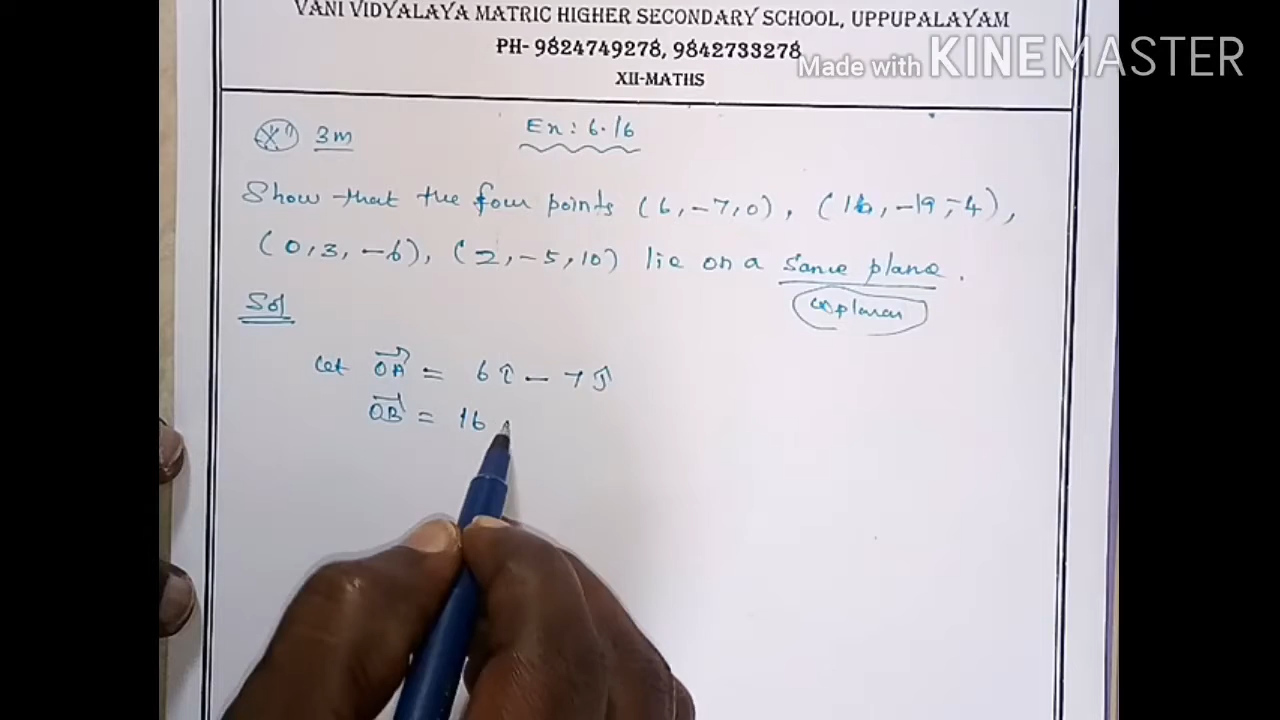 VANI VIDYALAYA MATRIC HIGHER SECONDARY SCHOOL, UPPUPALAYAM
PH- 9824749278, 9842733278
Made with KINEMASTER
XII-MATHS
3m
Ex: 6.16
Show that the four points (6, -7, 0), (16, -19, -4),
(0, 3, -6), (2, -5, 10) lie on a same plane.
coplanar
Sol
Let OA = 6î - 7ĵ
OB = 16